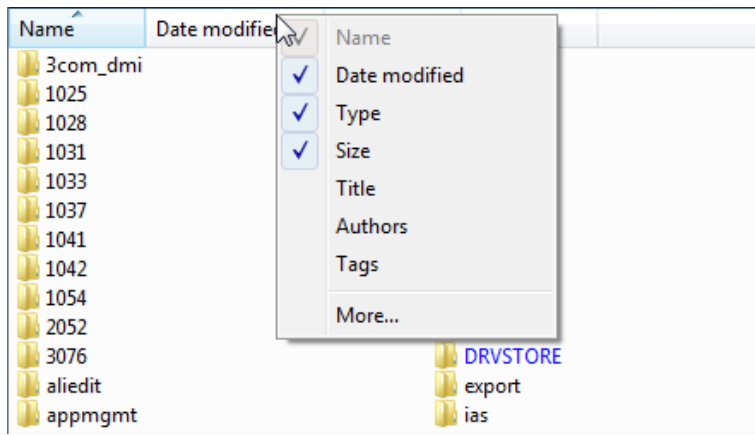 Name
Date modified
Name
Date modified
Type
Size
Title
Authors
Tags
More...
3com_dmi
1025
1028
1031
1033
1037
1041
1042
1054
2052
3076
aliedit
appmgmt
DRVSTORE
export
ias